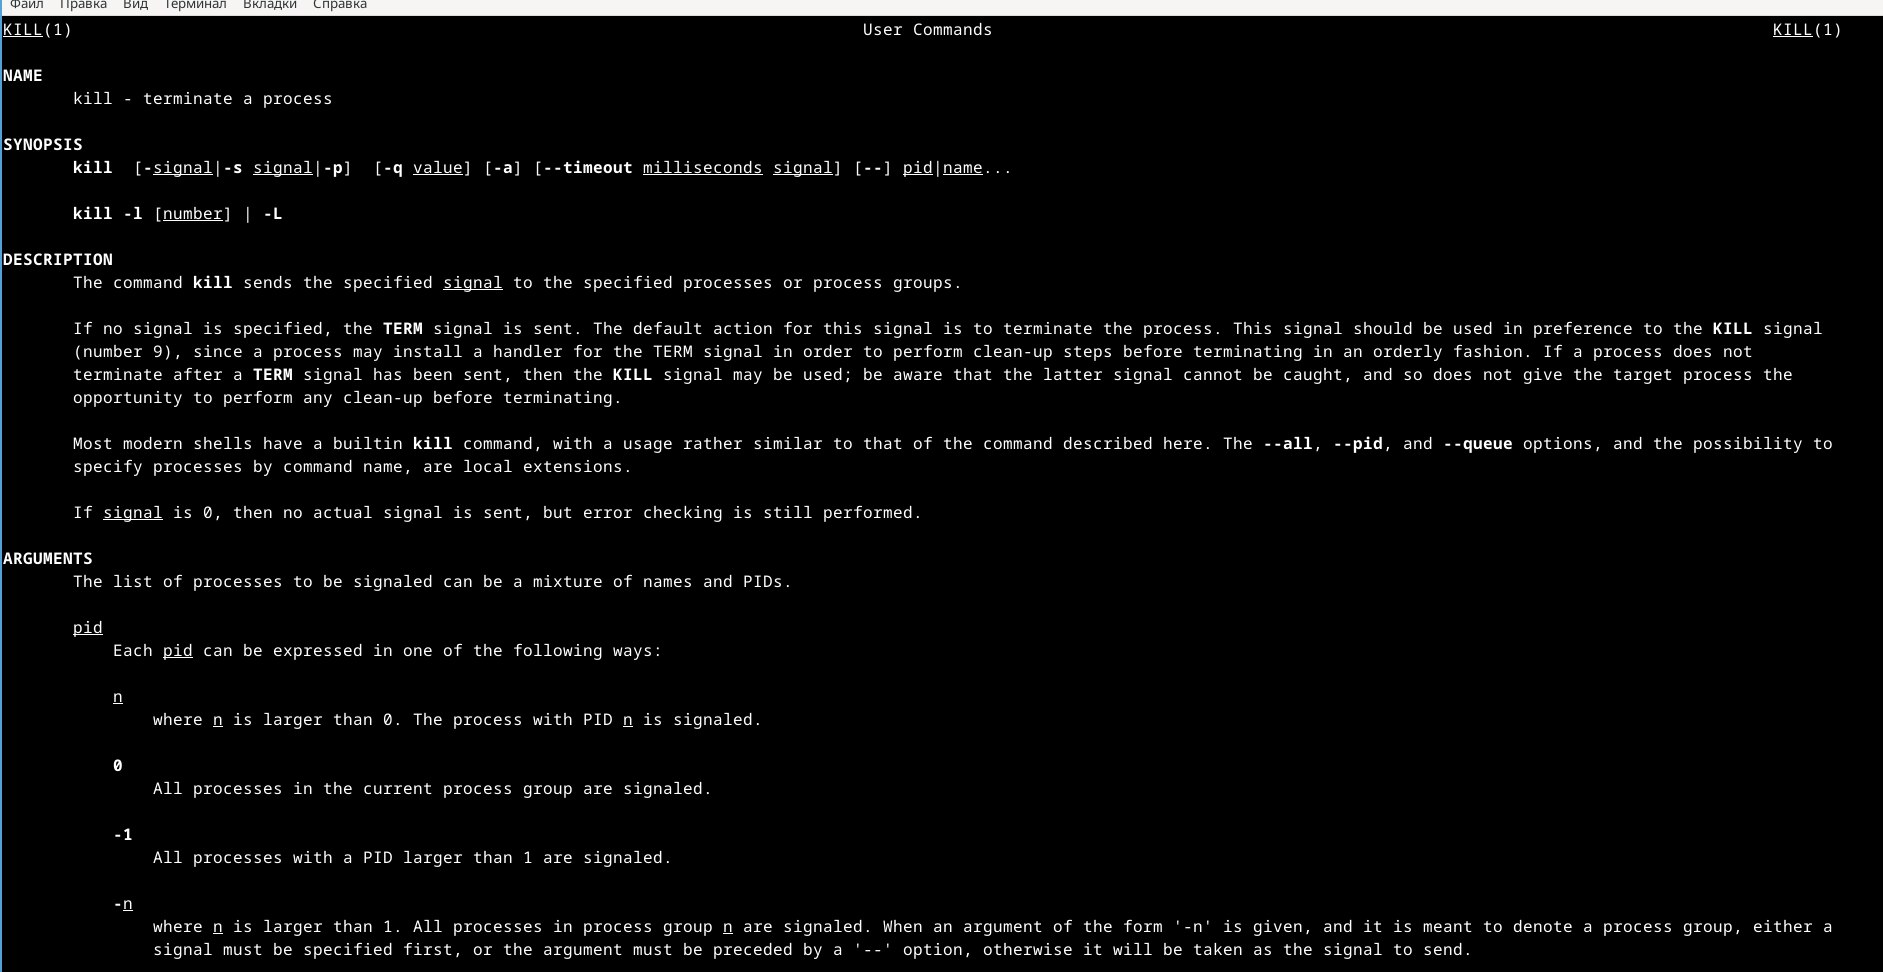 Файл Правка Вид Терминал Вкладки Справка
KILL(1) User Commands KILL(1)
NAME
kill - terminate a process
SYNOPSIS
kill [-signal|-s signal|-p] [-q value] [-a] [--timeout milliseconds signal] [--] pid|name...
kill -l [number] | -L
DESCRIPTION
The command kill sends the specified signal to the specified processes or process groups.
If no signal is specified, the TERM signal is sent. The default action for this signal is to terminate the process. This signal should be used in preference to the KILL signal
(number 9), since a process may install a handler for the TERM signal in order to perform clean-up steps before terminating in an orderly fashion. If a process does not
terminate after a TERM signal has been sent, then the KILL signal may be used; be aware that the latter signal cannot be caught, and so does not give the target process the
opportunity to perform any clean-up before terminating.
Most modern shells have a builtin kill command, with a usage rather similar to that of the command described here. The --all, --pid, and --queue options, and the possibility to
specify processes by command name, are local extensions.
If signal is 0, then no actual signal is sent, but error checking is still performed.
ARGUMENTS
The list of processes to be signaled can be a mixture of names and PIDs.
pid
Each pid can be expressed in one of the following ways:
n
where n is larger than 0. The process with PID n is signaled.
0
All processes in the current process group are signaled.
-1
All processes with a PID larger than 1 are signaled.
-n
where n is larger than 1. All processes in process group n are signaled. When an argument of the form '-n' is given, and it is meant to denote a process group, either a
signal must be specified first, or the argument must be preceded by a '--' option, otherwise it will be taken as the signal to send.